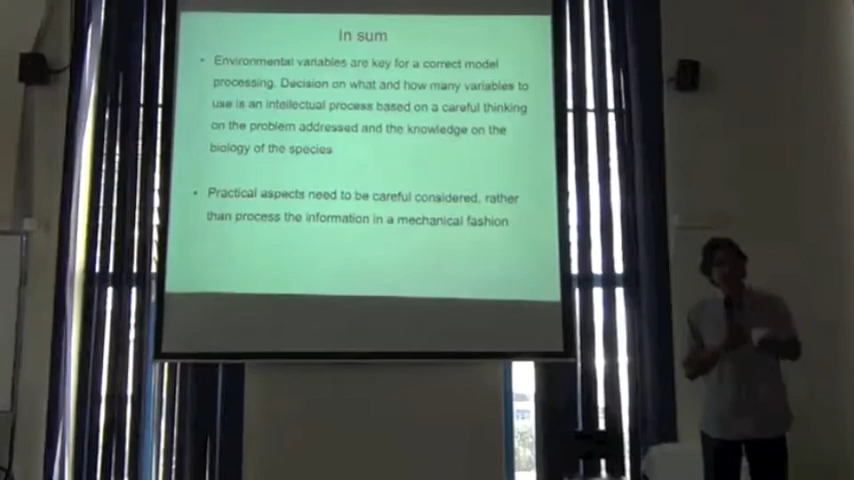 In sum
• Environmental variables are key for a correct model
processing. Decision on what and how many variables to
use is an intellectual process based on a careful thinking
on the problem addressed and the knowledge on the
biology of the species
• Practical aspects need to be careful considered, rather
than process the information in a mechanical fashion